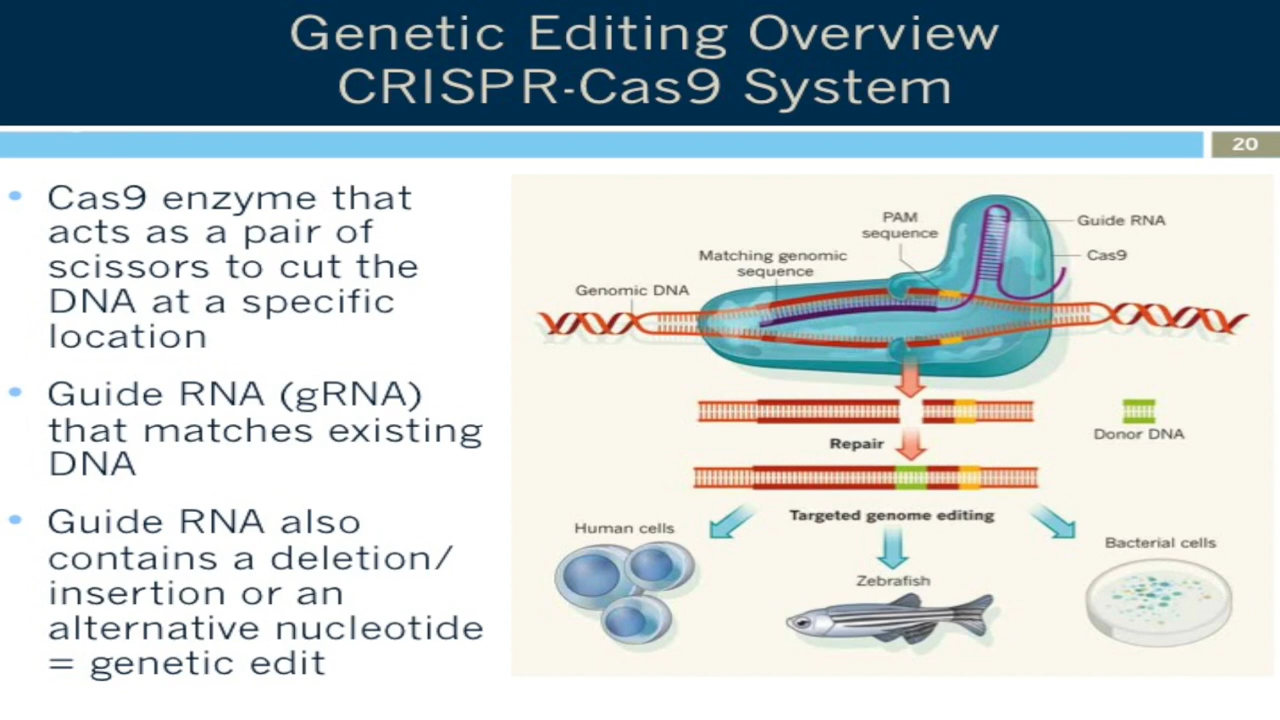 Genetic Editing Overview
CRISPR-Cas9 System
20
• Cas9 enzyme that
acts as a pair of
scissors to cut the
DNA at a specific
location
• Guide RNA (gRNA)
that matches existing
DNA
• Guide RNA also
contains a deletion/
insertion or an
alternative nucleotide
= genetic edit
PAM
sequence
Guide RNA
Matching genomic
sequence
Cas9
Genomic DNA
Donor DNA
Repair
Targeted genome editing
Human cells
Zebrafish
Bacterial cells